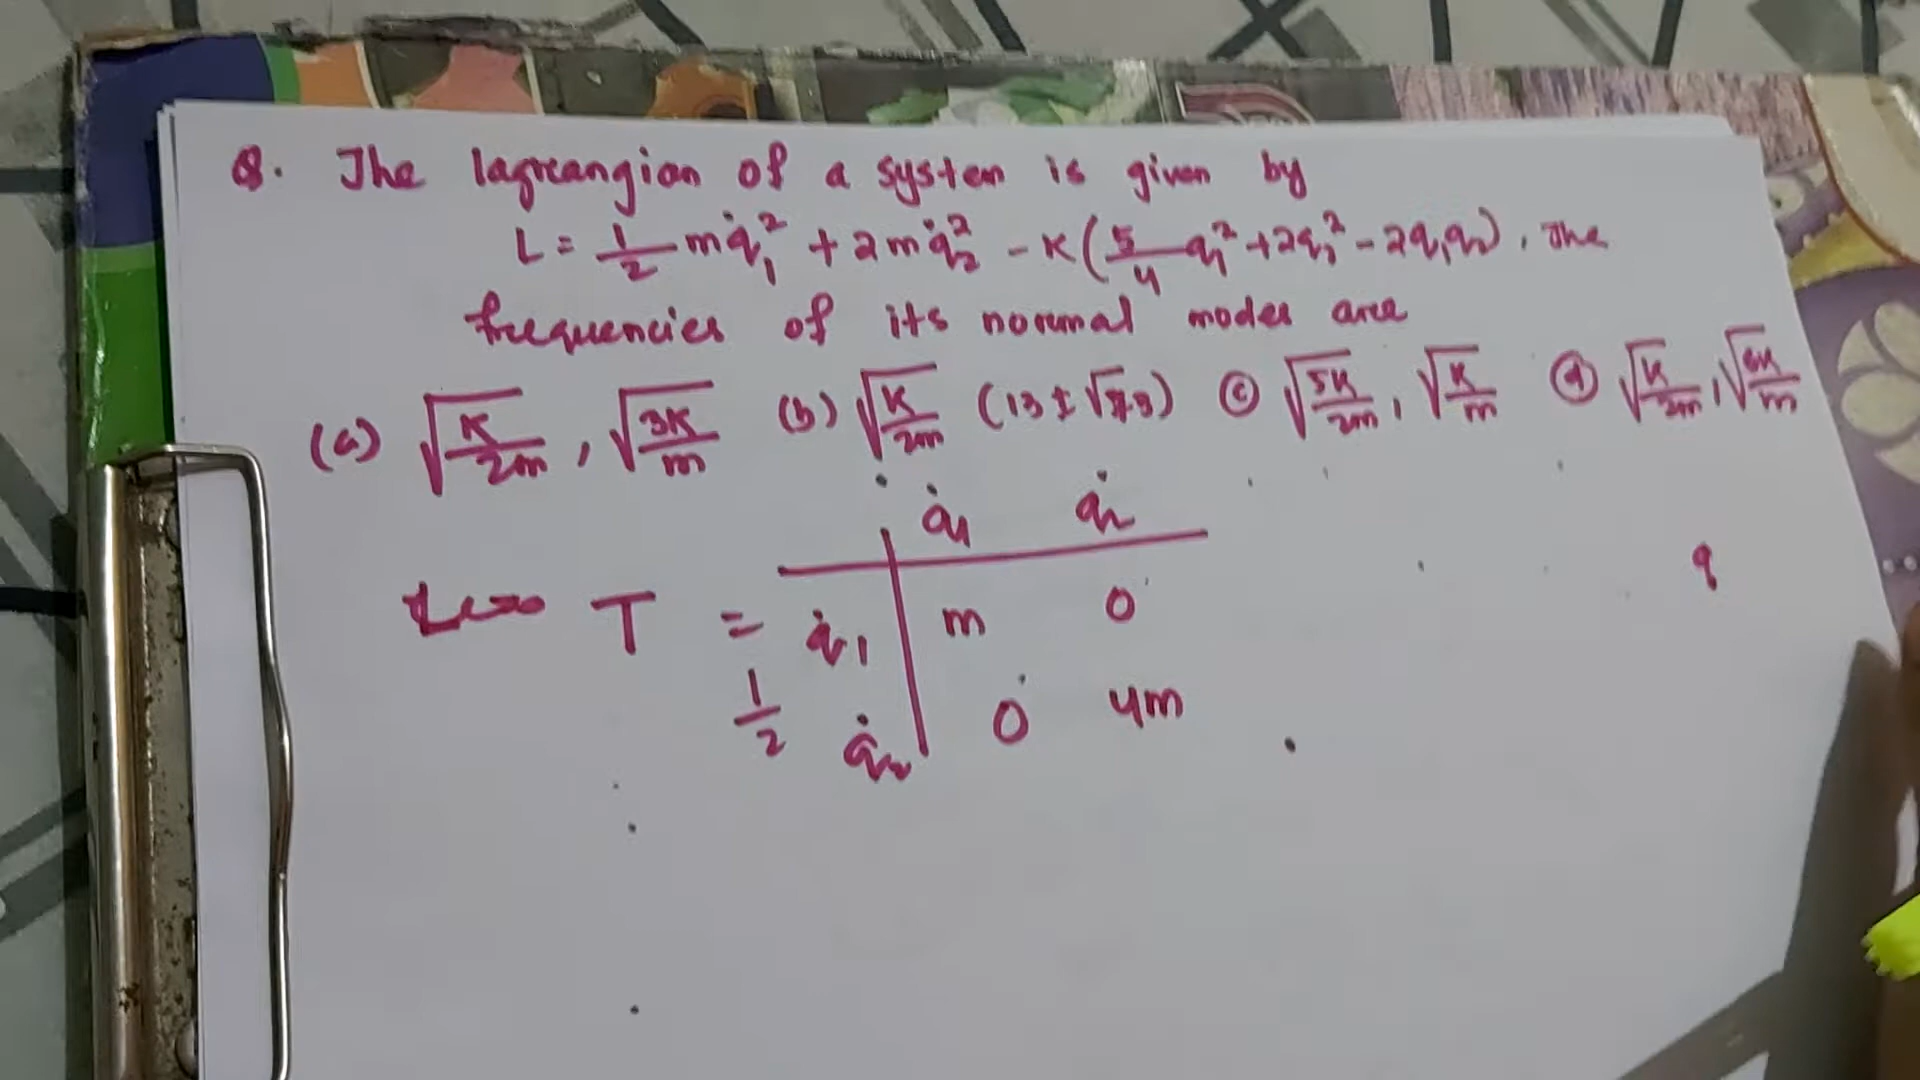 Q. The lagrangian of a system is given by
L = 1/2 mq̇₁² + 2mq̇₂² - K(5/4 q₁² + 2q₂² - 2q₁q₂). The
frequencies of its normal modes are
(a) √(K/2m), √(3K/m) (b) √(K/2m) (13 ± √73) (c) √(5K/2m), √(K/m) (d) √(K/2m), √(6K/m)
q̇₁ q̇₂
T = q̇₁ m 0
1/2 q̇₂ 0 4m
q